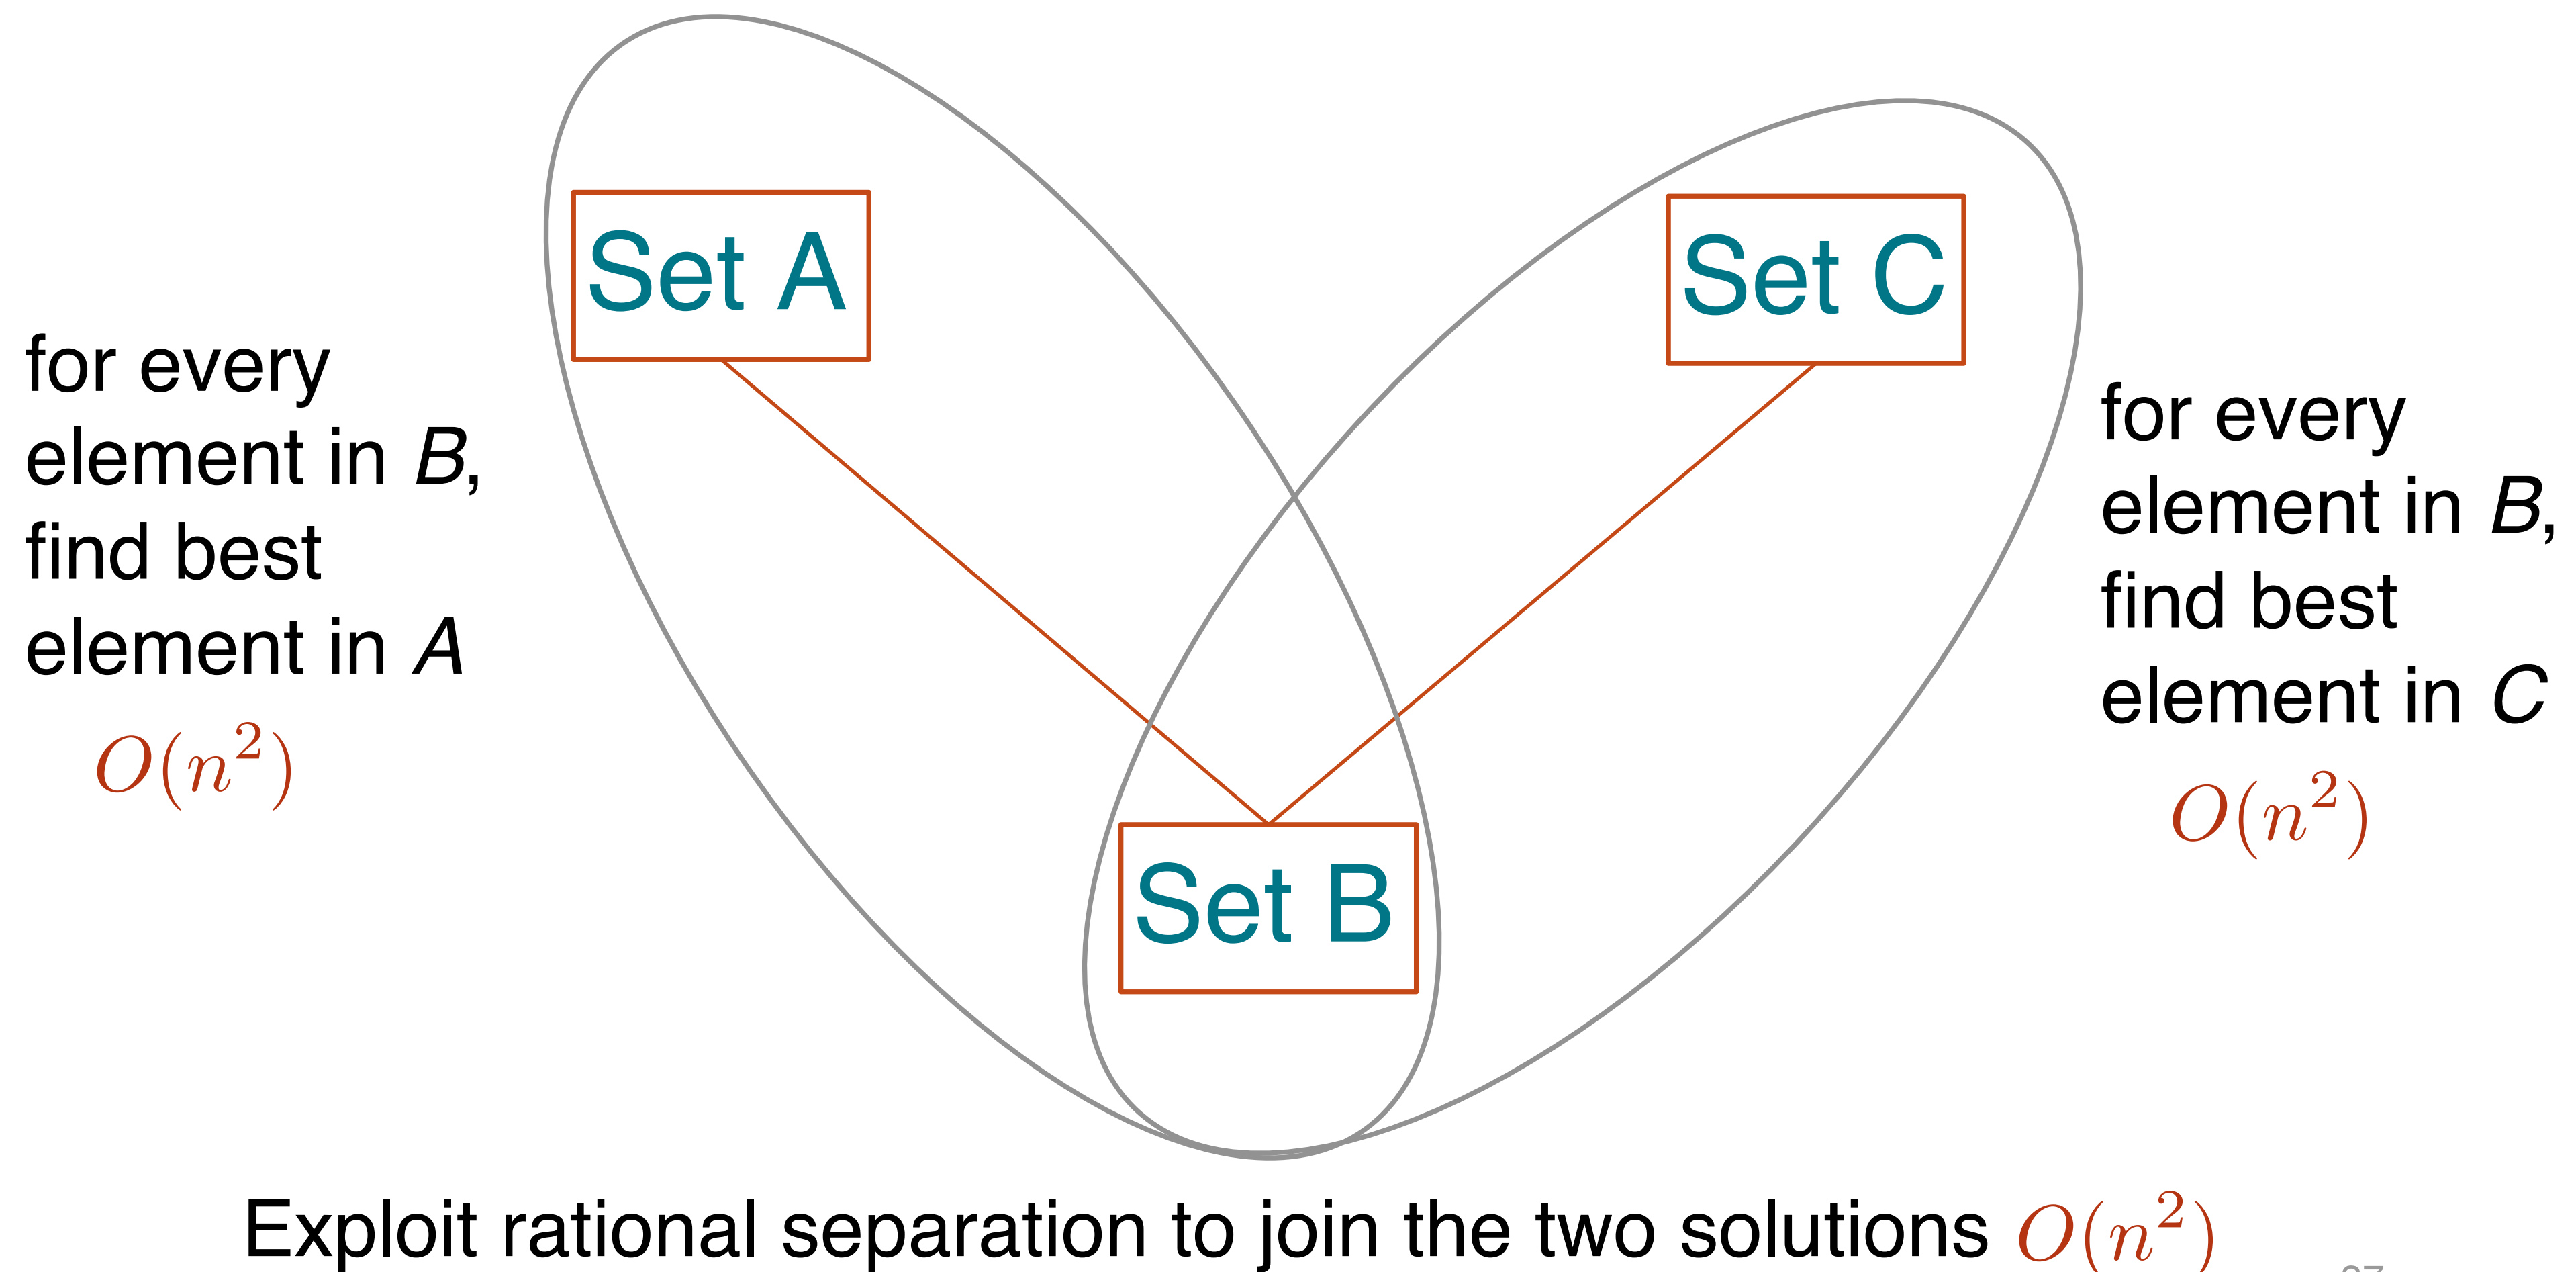 Set A
Set C
for every
element in B,
find best
element in A
O(n²)
for every
element in B,
find best
element in C
O(n²)
Set B
Exploit rational separation to join the two solutions O(n²)